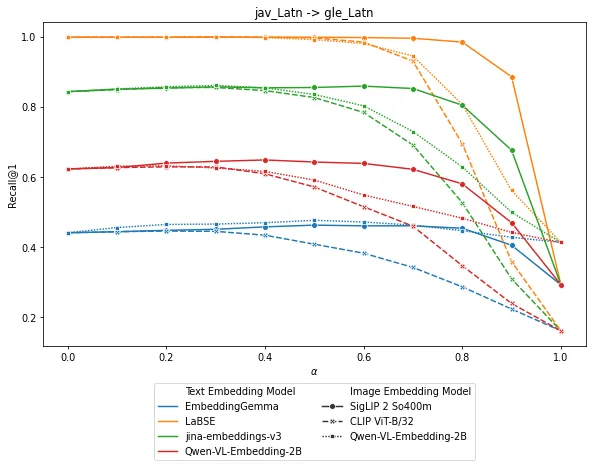 jav_Latn -> gle_Latn
Recall@1
1.0
0.8
0.6
0.4
0.2
0.0 0.2 0.4 0.6 0.8 1.0
α
Text Embedding Model Image Embedding Model
EmbeddingGemma SigLIP 2 So400m
LaBSE CLIP ViT-B/32
jina-embeddings-v3 Qwen-VL-Embedding-2B
Qwen-VL-Embedding-2B